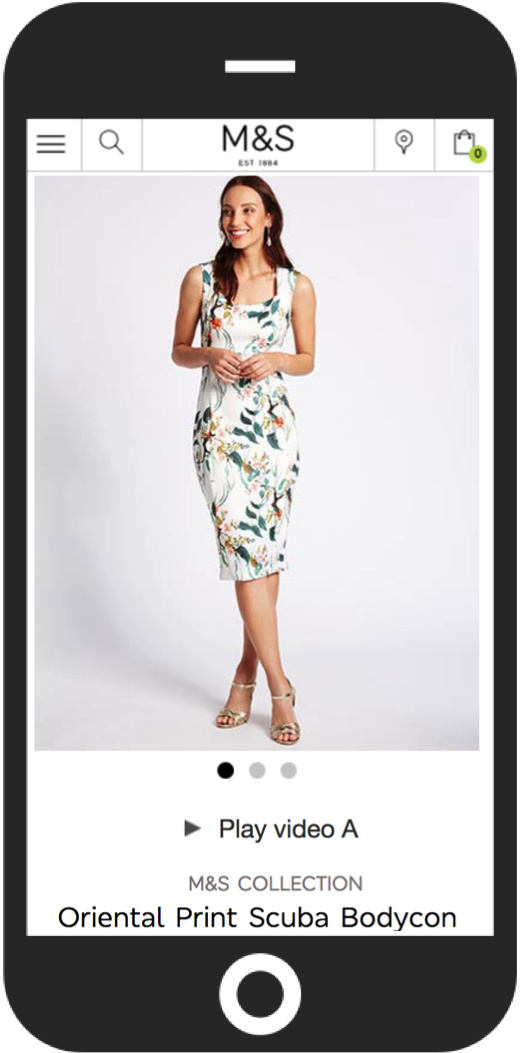 M&S
EST 1884
0
Play video A
M&S COLLECTION
Oriental Print Scuba Bodycon